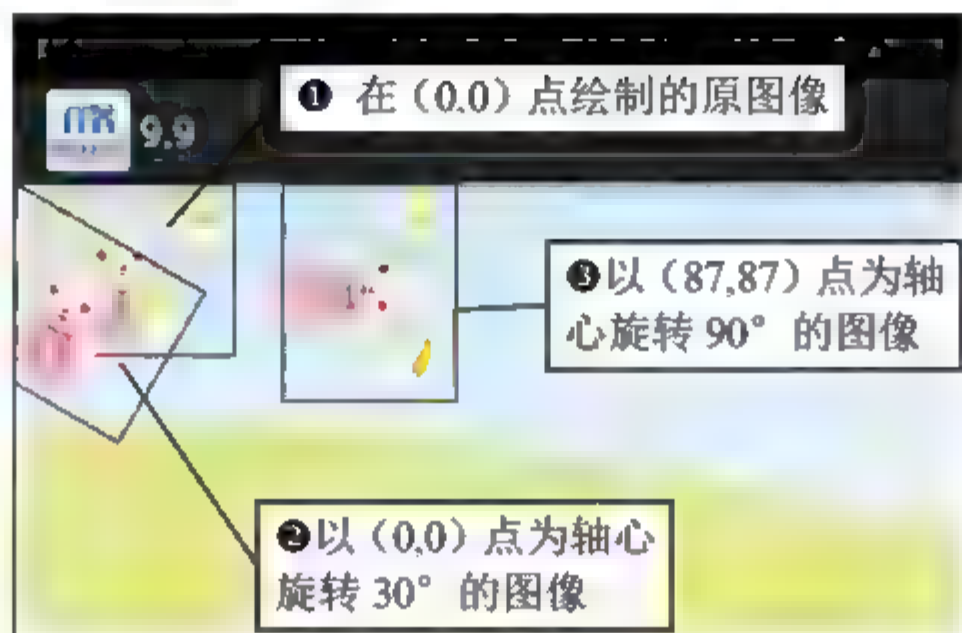 ❶ 在（0.0）点绘制的原图像
9.9
❸以（87,87）点为轴
心旋转 90° 的图像
❷以（0,0）点为轴心
旋转 30° 的图像